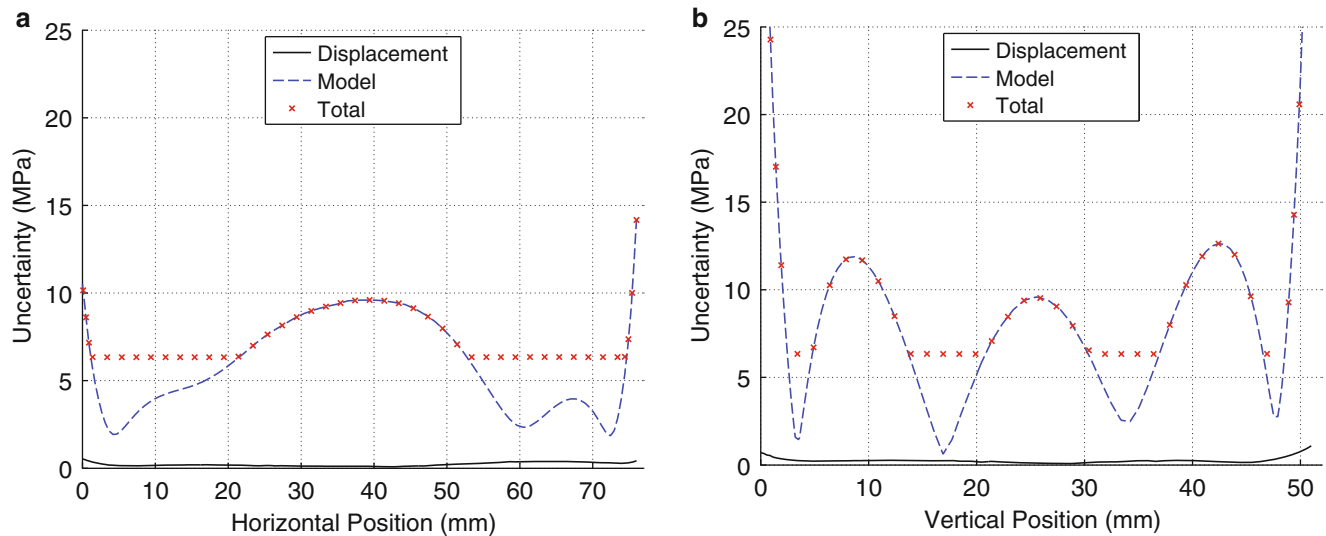 a
Uncertainty (MPa)
25
20
15
10
5
0
Displacement
Model
Total
0 10 20 30 40 50 60 70
Horizontal Position (mm)
b
Uncertainty (MPa)
25
20
15
10
5
0
Displacement
Model
Total
0 10 20 30 40 50
Vertical Position (mm)